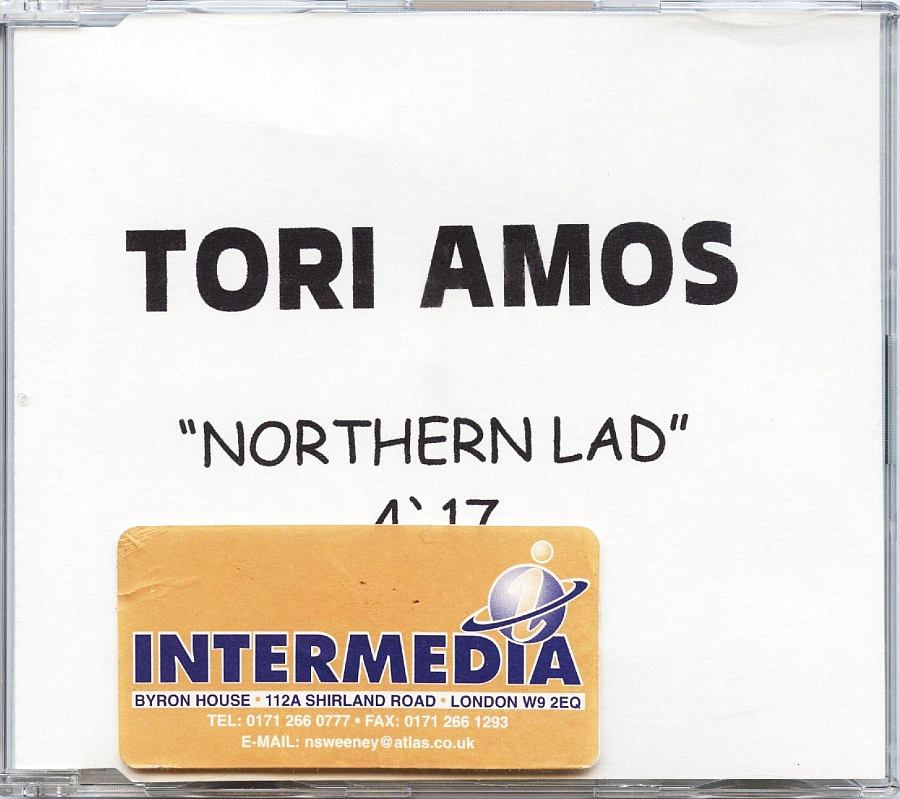 TORI AMOS
"NORTHERN LAD"
4`17
INTERMEDIA
BYRON HOUSE • 112A SHIRLAND ROAD • LONDON W9 2EQ
TEL: 0171 266 0777 • FAX: 0171 266 1293
E-MAIL: nsweeney@atlas.co.uk